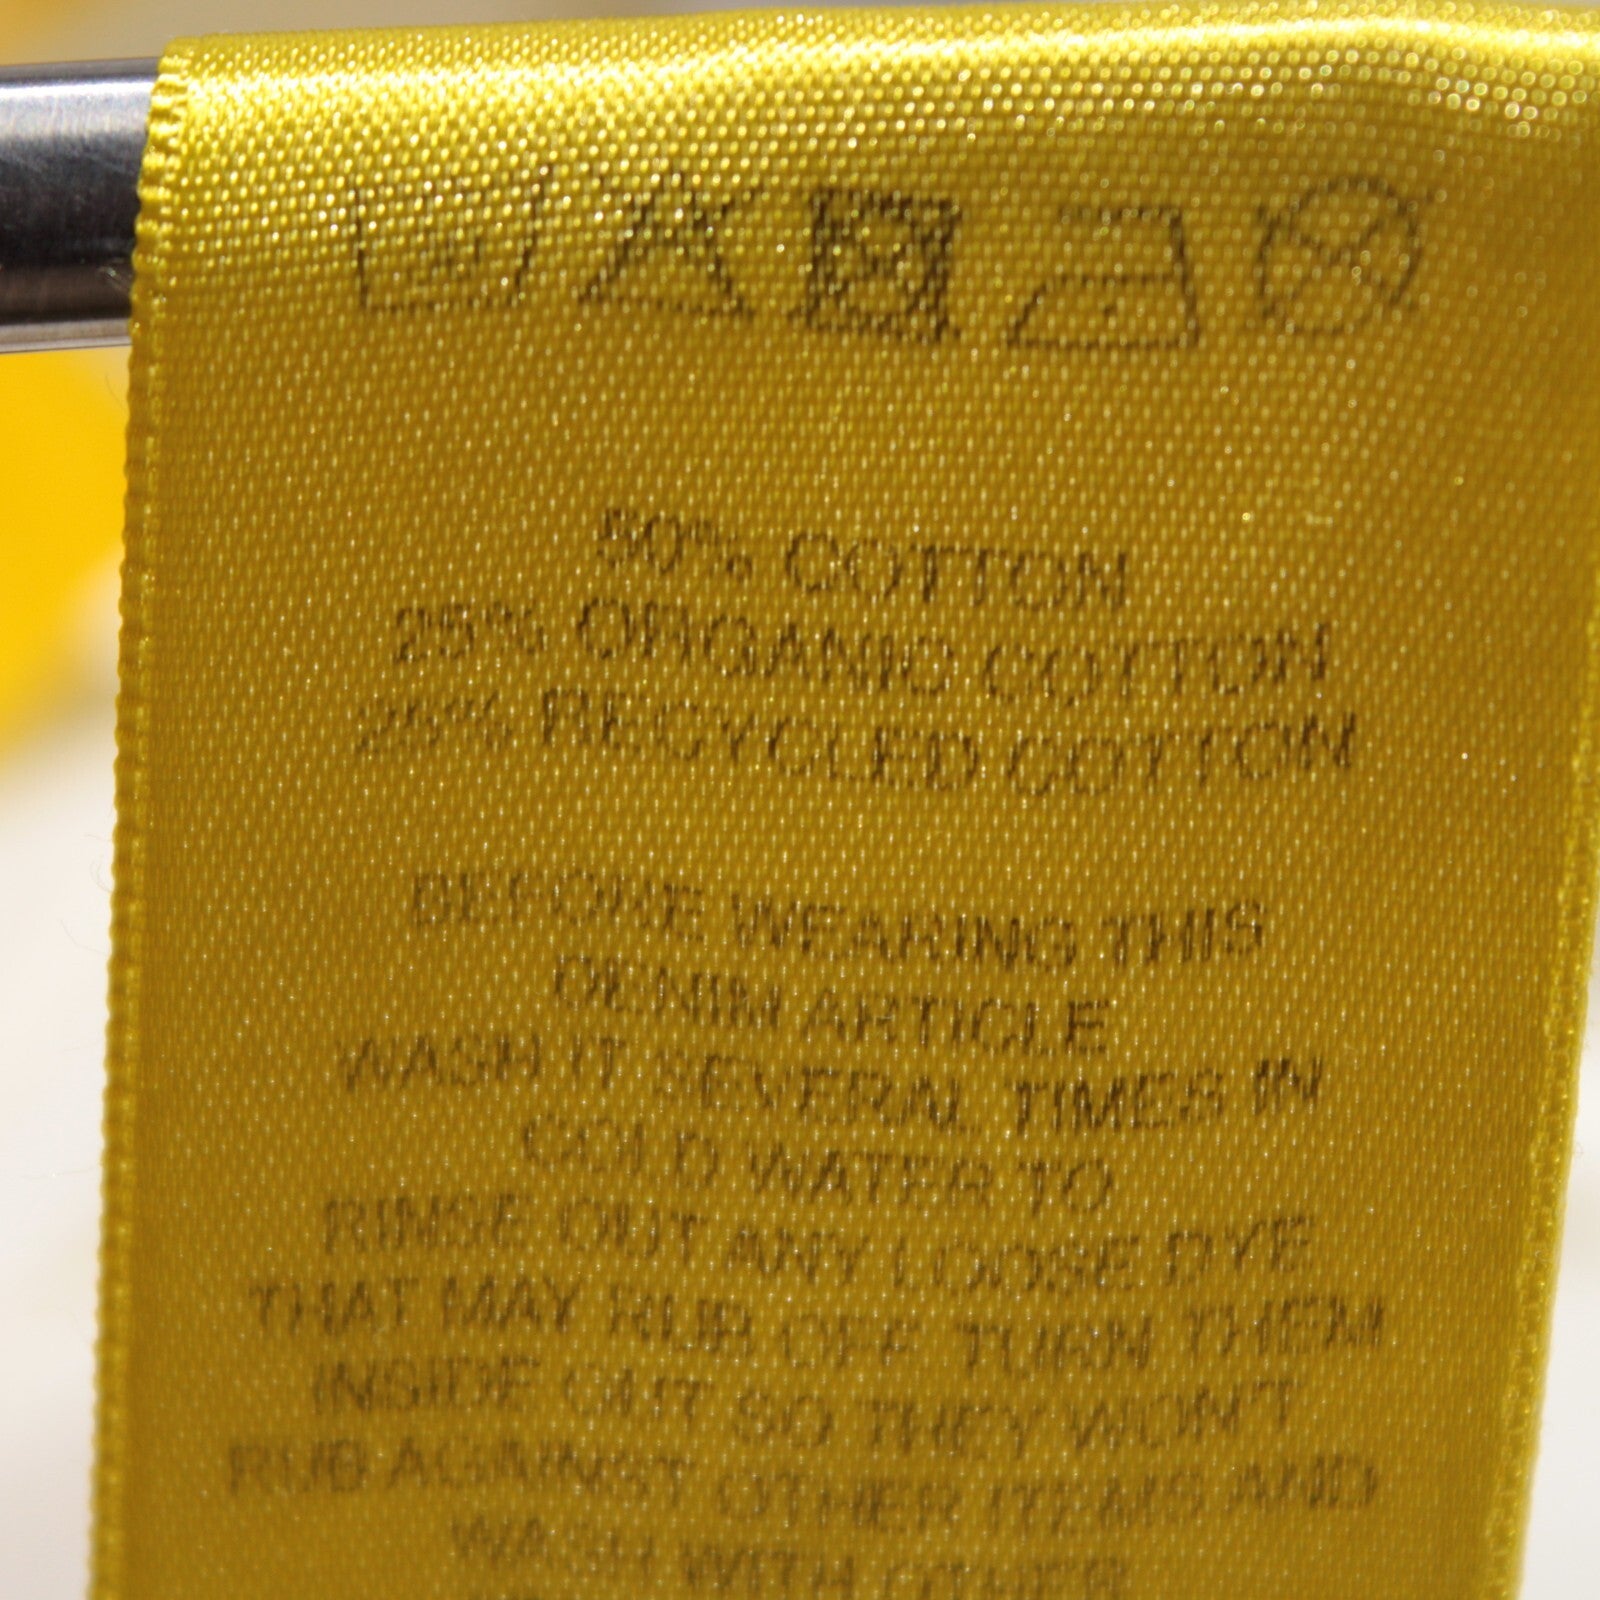 50% COTTON
25% ORGANIC COTTON
25% RECYCLED COTTON
BEFORE WEARING THIS
DENIM ARTICLE
WASH IT SEVERAL TIMES IN
COLD WATER TO
RINSE OUT ANY LOOSE DYE
THAT MAY RUB OFF TURN THEM
INSIDE OUT SO THEY WON'T
RUB AGAINST OTHER ITEMS AND
WASH WITH OTHER